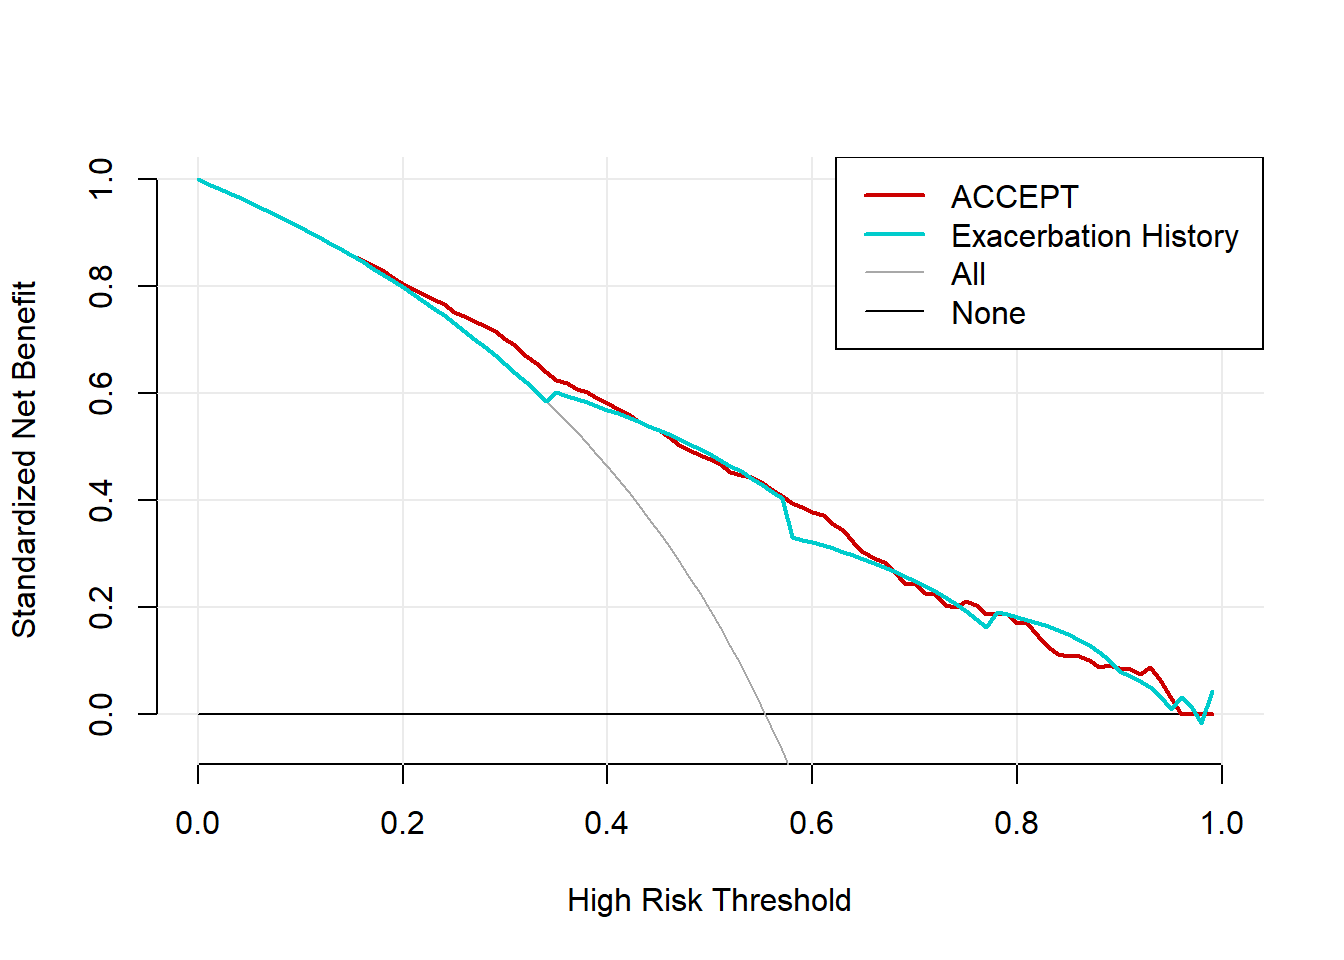 ACCEPT
Exacerbation History
All
None
Standardized Net Benefit
1.0
0.8
0.6
0.4
0.2
0.0
0.0 0.2 0.4 0.6 0.8 1.0
High Risk Threshold